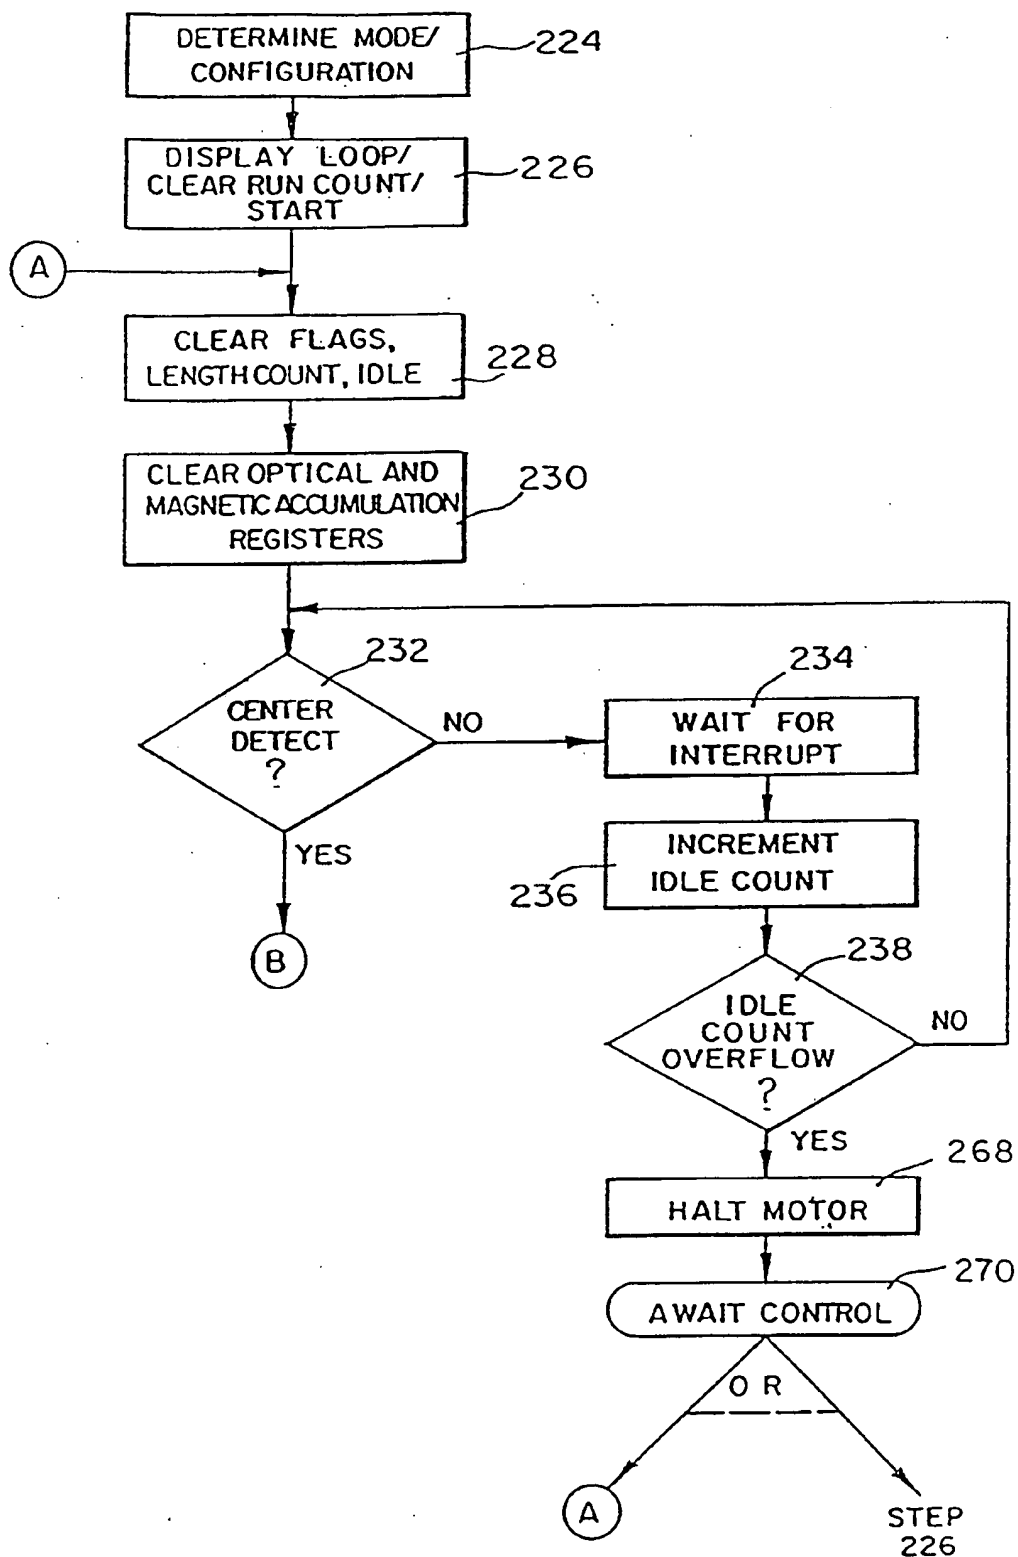 DETERMINE MODE/
CONFIGURATION
224
DISPLAY LOOP/
CLEAR RUN COUNT/
START
226
A
CLEAR FLAGS,
LENGTH COUNT, IDLE
228
CLEAR OPTICAL AND
MAGNETIC ACCUMULATION
REGISTERS
230
232
CENTER
DETECT
?
NO
YES
B
234
WAIT FOR
INTERRUPT
INCREMENT
IDLE COUNT
236
238
IDLE
COUNT
OVERFLOW
?
NO
YES
268
HALT MOTOR
270
AWAIT CONTROL
OR
A
STEP
226